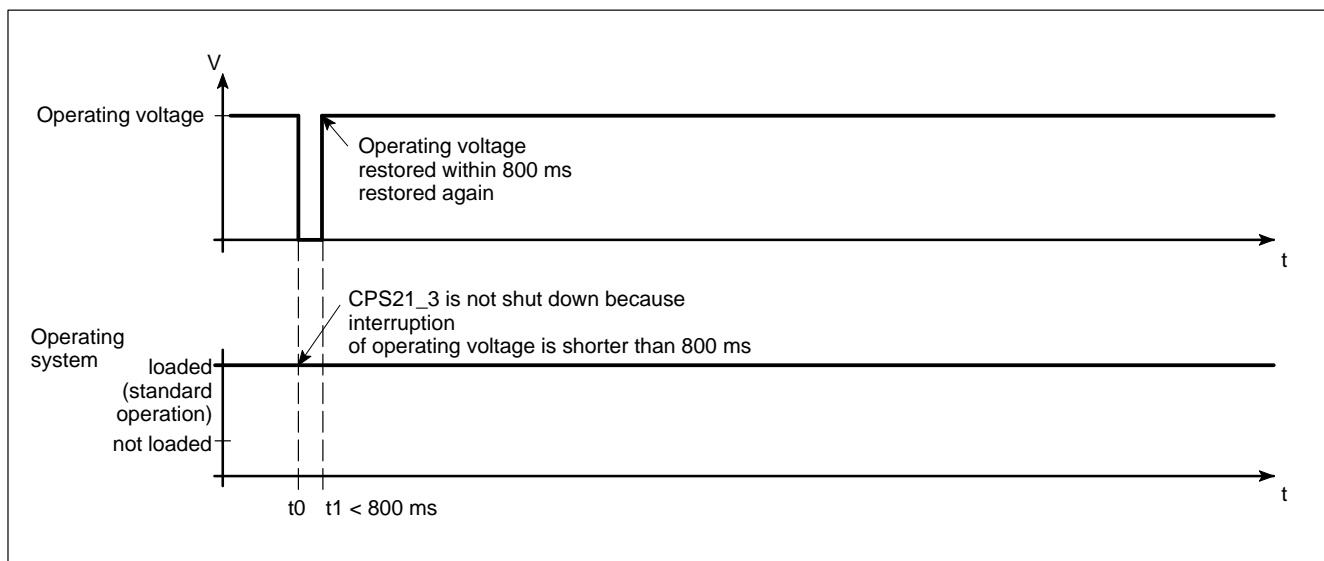 V
Operating voltage
Operating voltage
restored within 800 ms
restored again
t
CPS21_3 is not shut down because
interruption
of operating voltage is shorter than 800 ms
Operating
system
loaded
(standard
operation)
not loaded
t
t0 t1 < 800 ms